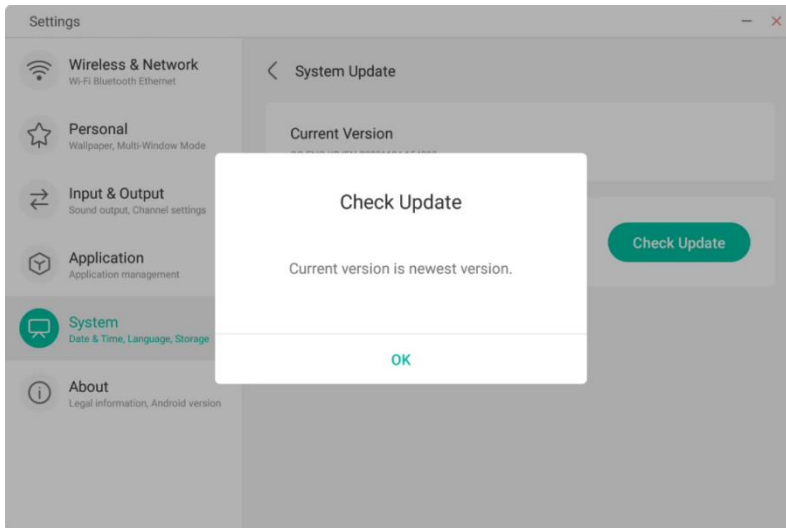 Settings
Wireless & Network
Wi-Fi Bluetooth Ethernet
Personal
Wallpaper, Multi-Window Mode
Input & Output
Sound output, Channel settings
Application
Application management
System
Date & Time, Language, Storage
About
Legal information, Android version
System Update
Current Version
Check Update
Current version is newest version.
OK
Check Update